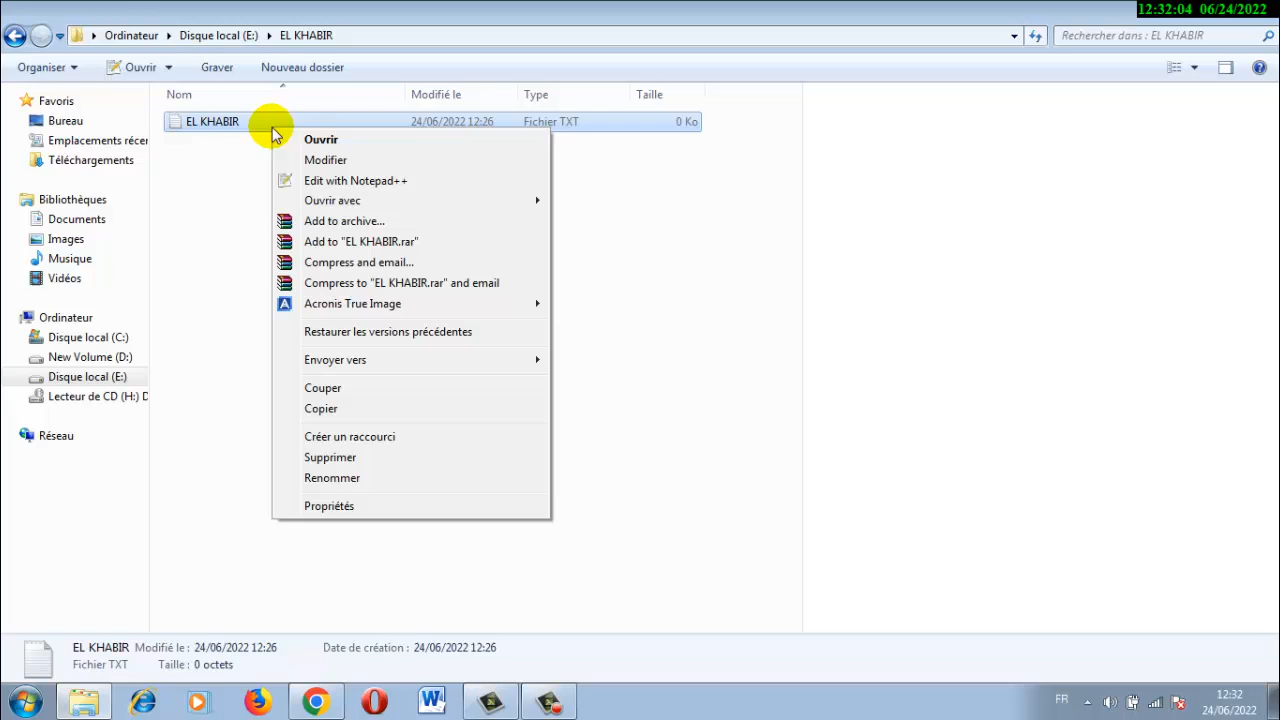 12:32:04 06/24/2022
Ordinateur Disque local (E:) EL KHABIR
Rechercher dans : EL KHABIR
Organiser Ouvrir Graver Nouveau dossier
Favoris
Bureau
Emplacements récer
Téléchargements
Bibliothèques
Documents
Images
Musique
Vidéos
Ordinateur
Disque local (C:)
New Volume (D:)
Disque local (E:)
Lecteur de CD (H:) D
Réseau
Nom Modifié le Type Taille
EL KHABIR 24/06/2022 12:26 Fichier TXT 0 Ko
Ouvrir
Modifier
Edit with Notepad++
Ouvrir avec
Add to archive...
Add to "EL KHABIR.rar"
Compress and email...
Compress to "EL KHABIR.rar" and email
A Acronis True Image
Restaurer les versions précédentes
Envoyer vers
Couper
Copier
Créer un raccourci
Supprimer
Renommer
Propriétés
EL KHABIR Modifié le : 24/06/2022 12:26 Date de création : 24/06/2022 12:26
Fichier TXT Taille : 0 octets
FR
12:32
24/06/2022